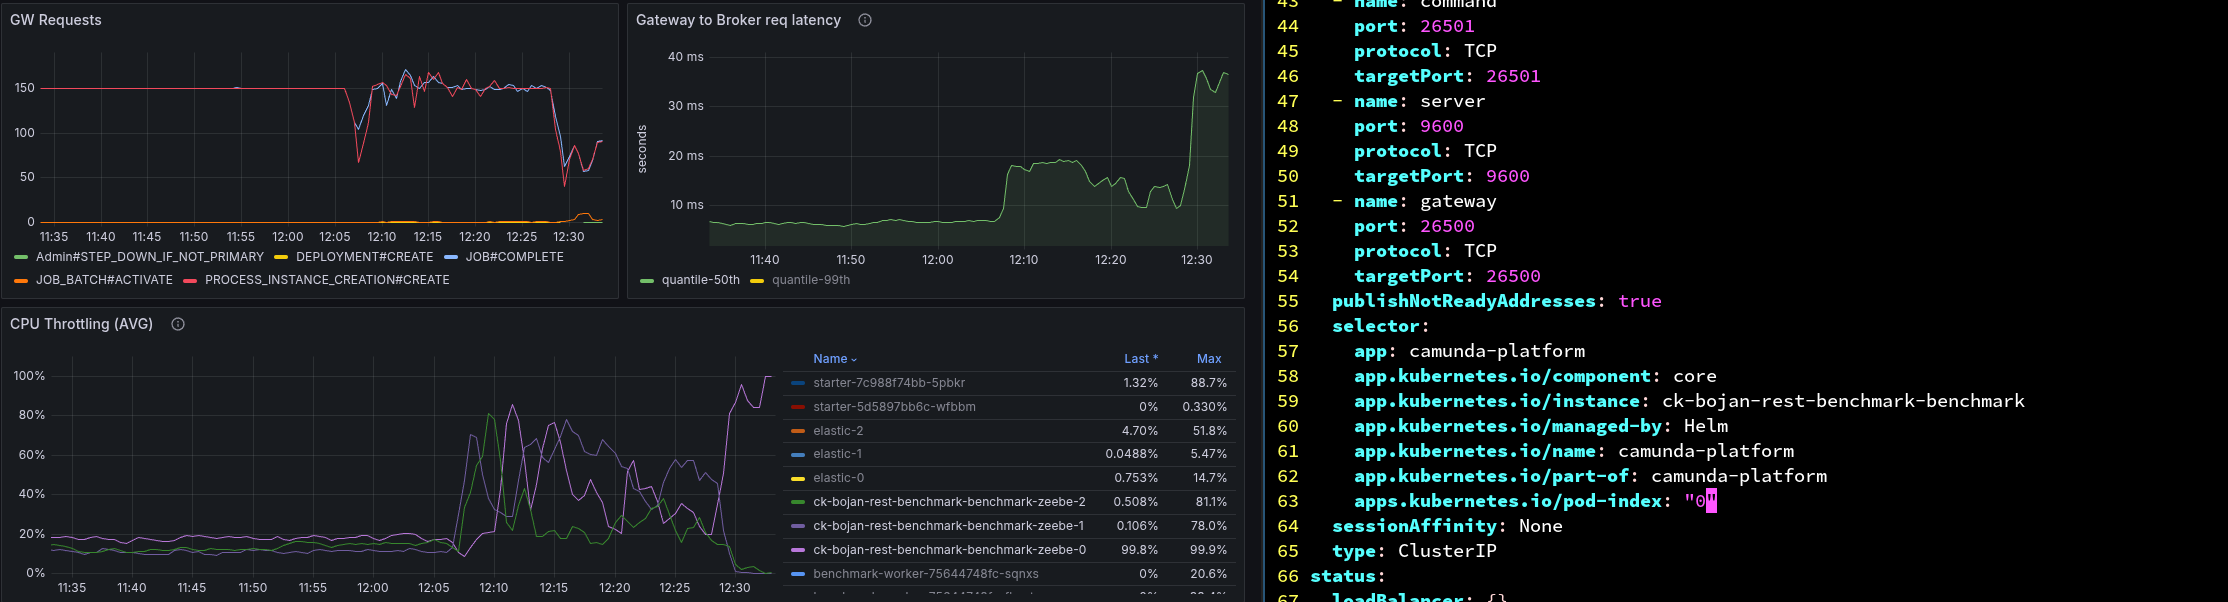 GW Requests
150
100
50
0
11:35 11:40 11:45 11:50 11:55 12:00 12:05 12:10 12:15 12:20 12:25 12:30
Admin#STEP_DOWN_IF_NOT_PRIMARY DEPLOYMENT#CREATE JOB#COMPLETE
JOB_BATCH#ACTIVATE PROCESS_INSTANCE_CREATION#CREATE
Gateway to Broker req latency
seconds
40 ms
30 ms
20 ms
10 ms
11:40 11:50 12:00 12:10 12:20 12:30
quantile-50th quantile-99th
CPU Throttling (AVG)
100%
80%
60%
40%
20%
0%
11:35 11:40 11:45 11:50 11:55 12:00 12:05 12:10 12:15 12:20 12:25 12:30
Name Last * Max
starter-7c988f74bb-5pbkr 1.32% 88.7%
starter-5d5897bb6c-wfbbm 0% 0.330%
elastic-2 4.70% 51.8%
elastic-1 0.0488% 5.47%
elastic-0 0.753% 14.7%
ck-bojan-rest-benchmark-benchmark-zeebe-2 0.508% 81.1%
ck-bojan-rest-benchmark-benchmark-zeebe-1 0.106% 78.0%
ck-bojan-rest-benchmark-benchmark-zeebe-0 99.8% 99.9%
benchmark-worker-75644748fc-sqnxs 0% 20.6%
43 - name: command
44 port: 26501
45 protocol: TCP
46 targetPort: 26501
47 - name: server
48 port: 9600
49 protocol: TCP
50 targetPort: 9600
51 - name: gateway
52 port: 26500
53 protocol: TCP
54 targetPort: 26500
55 publishNotReadyAddresses: true
56 selector:
57 app: camunda-platform
58 app.kubernetes.io/component: core
59 app.kubernetes.io/instance: ck-bojan-rest-benchmark-benchmark
60 app.kubernetes.io/managed-by: Helm
61 app.kubernetes.io/name: camunda-platform
62 app.kubernetes.io/part-of: camunda-platform
63 apps.kubernetes.io/pod-index: "0"
64 sessionAffinity: None
65 type: ClusterIP
66 status:
67 loadBalancer: {}